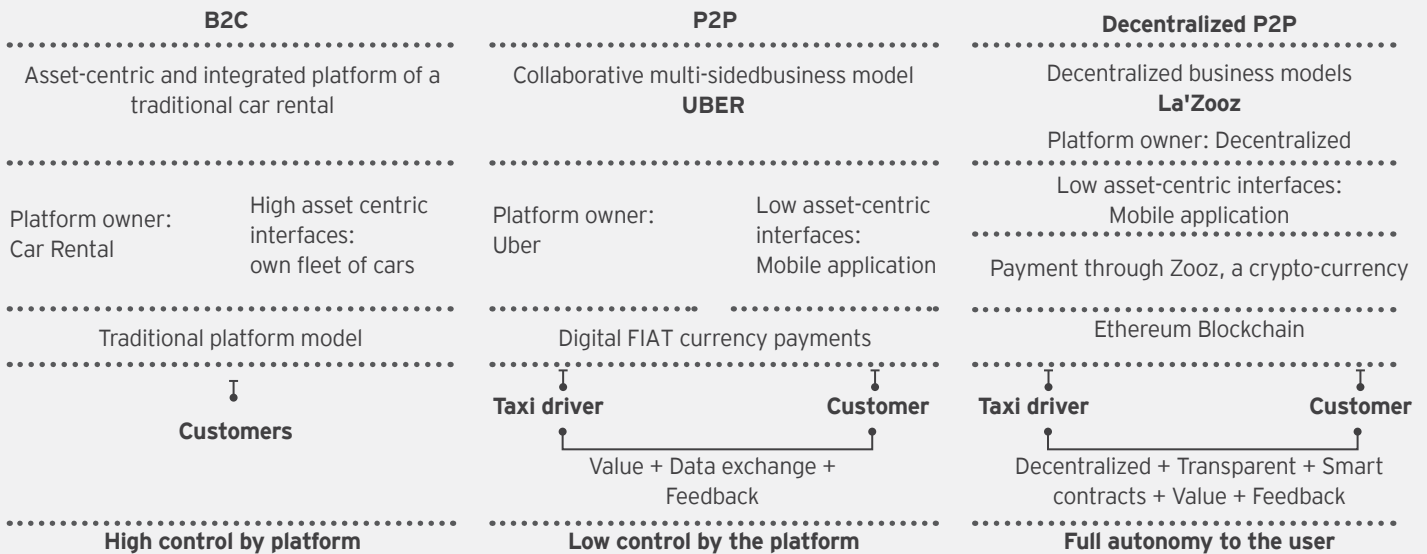 B2C
Asset-centric and integrated platform of a
traditional car rental
Platform owner:
Car Rental
High asset centric
interfaces:
own fleet of cars
Traditional platform model
Customers
High control by platform
P2P
Collaborative multi-sidedbusiness model
UBER
Platform owner:
Uber
Low asset-centric
interfaces:
Mobile application
Digital FIAT currency payments
Taxi driver
Customer
Value + Data exchange +
Feedback
Low control by the platform
Decentralized P2P
Decentralized business models
La'Zooz
Platform owner: Decentralized
Low asset-centric interfaces:
Mobile application
Payment through Zooz, a crypto-currency
Ethereum Blockchain
Taxi driver
Customer
Decentralized + Transparent + Smart
contracts + Value + Feedback
Full autonomy to the user